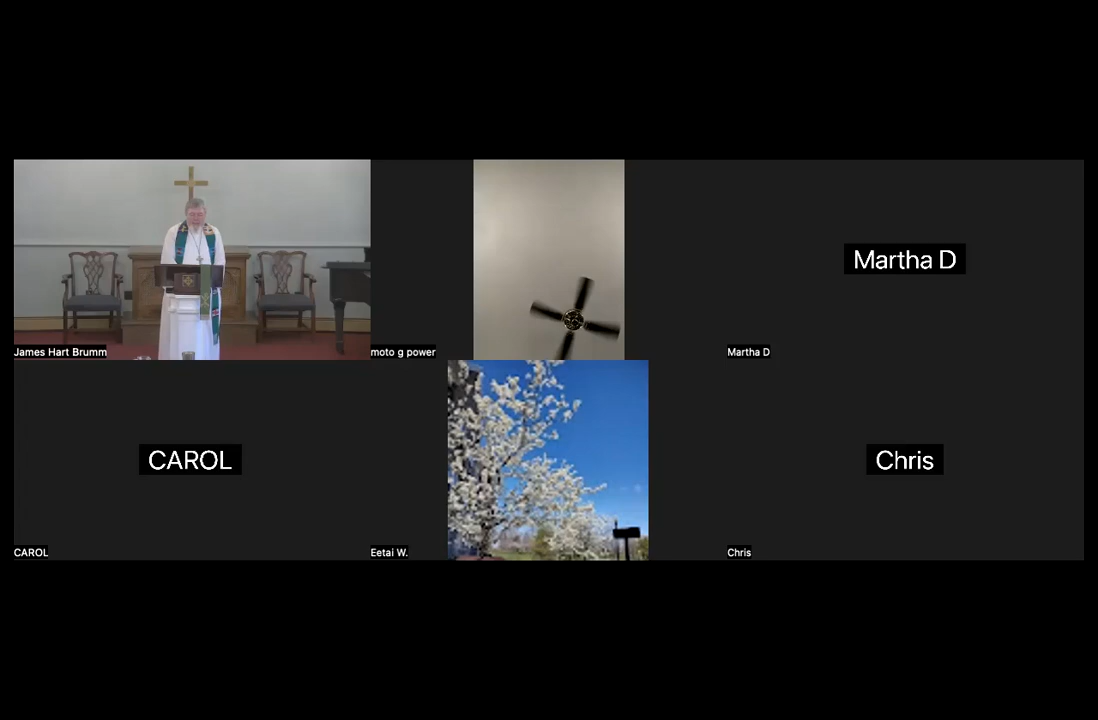 James Hart Brumm
moto g power
Martha D
Martha D
CAROL
CAROL
Eetai W.
Chris
Chris